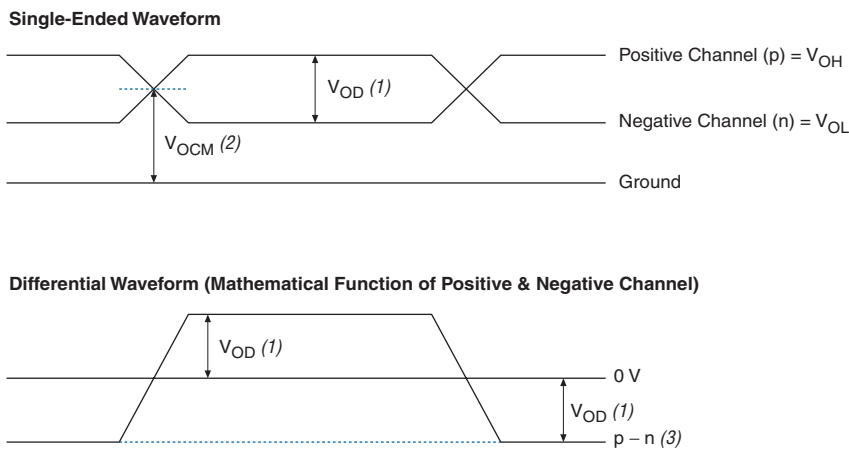 Single-Ended Waveform
Positive Channel (p) = VOH
VOD (1)
Negative Channel (n) = VOL
VOCM (2)
Ground
Differential Waveform (Mathematical Function of Positive & Negative Channel)
VOD (1)
0 V
VOD (1)
p – n (3)